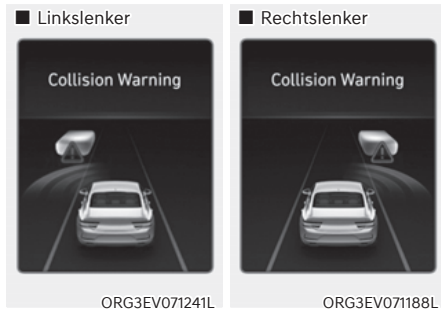 ■ Linkslenker
Collision Warning
ORG3EV071241L
■ Rechtslenker
Collision Warning
ORG3EV071188L